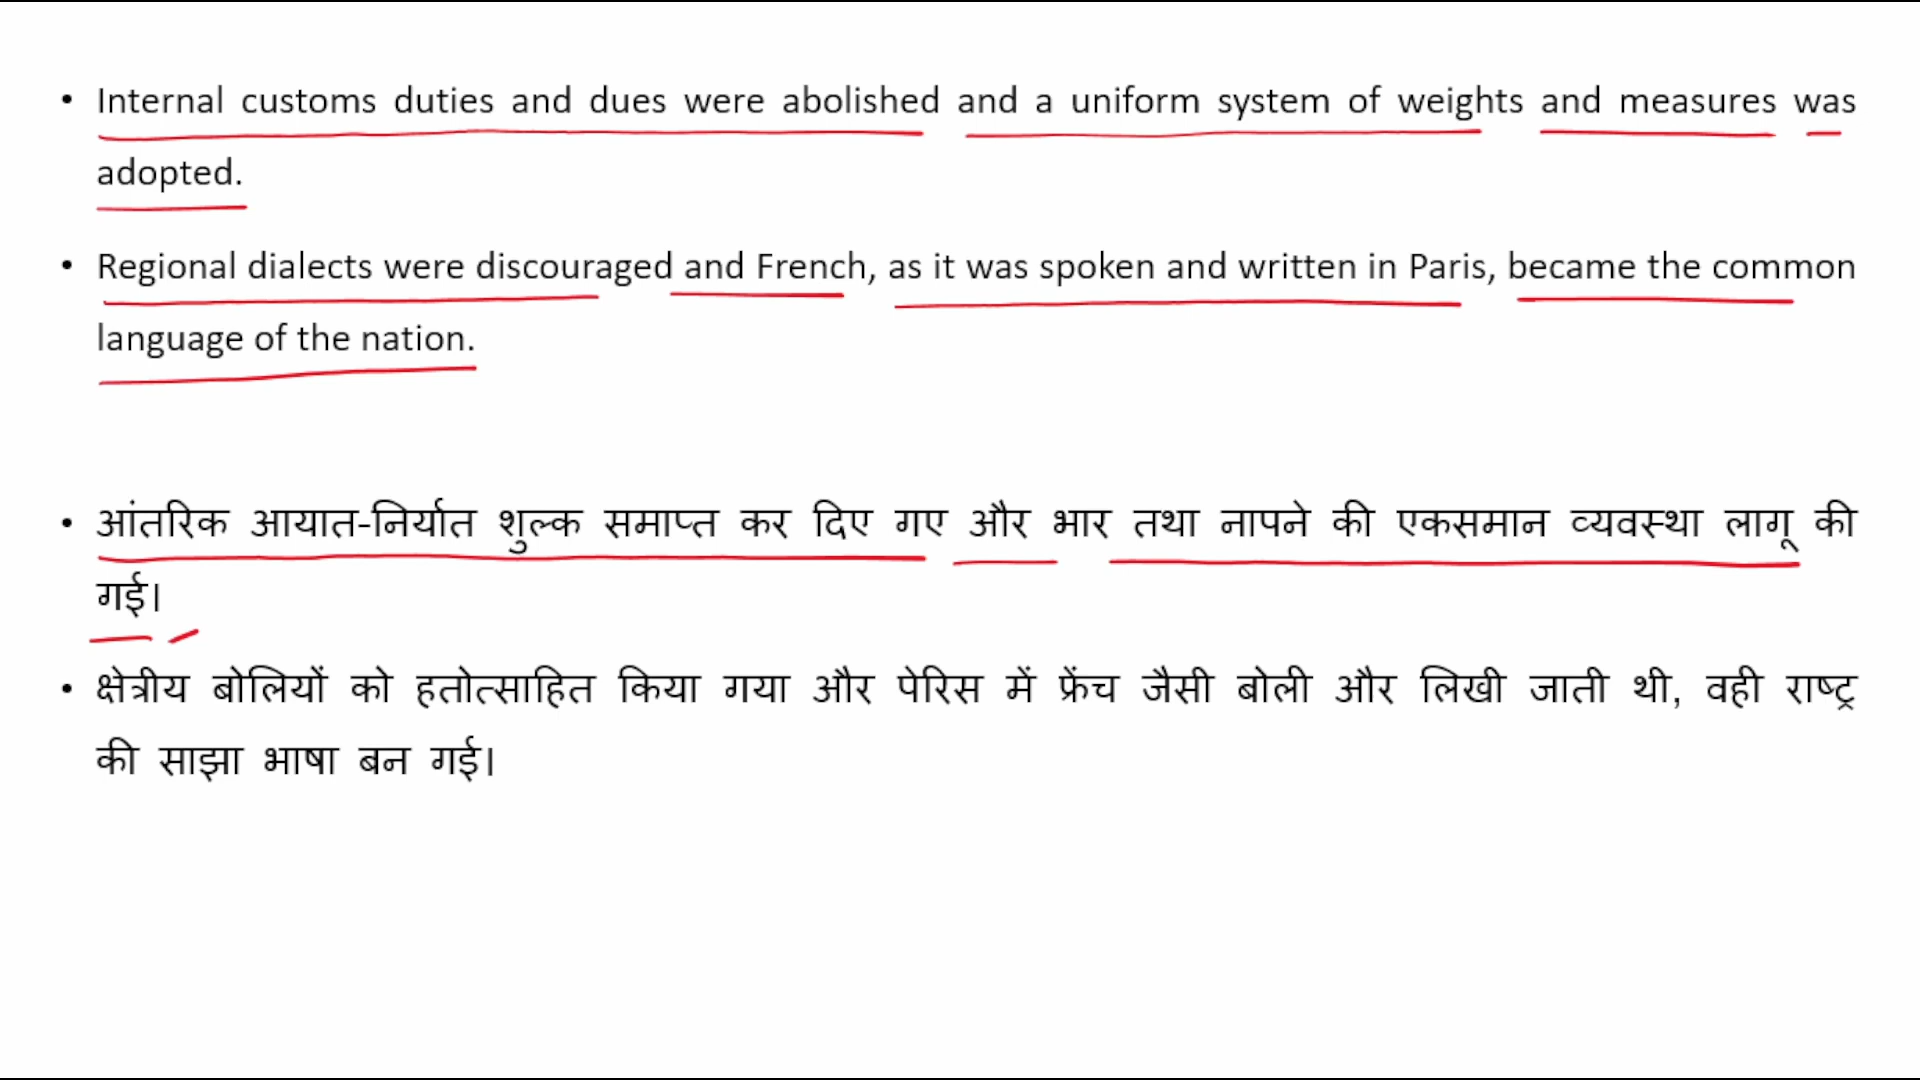 • Internal customs duties and dues were abolished and a uniform system of weights and measures was
adopted.
• Regional dialects were discouraged and French, as it was spoken and written in Paris, became the common
language of the nation.
• आंतरिक आयात-निर्यात शुल्क समाप्त कर दिए गए और भार तथा नापने की एकसमान व्यवस्था लागू की
गई।
• क्षेत्रीय बोलियों को हतोत्साहित किया गया और पेरिस में फ्रेंच जैसी बोली और लिखी जाती थी, वही राष्ट्र
की साझा भाषा बन गई।